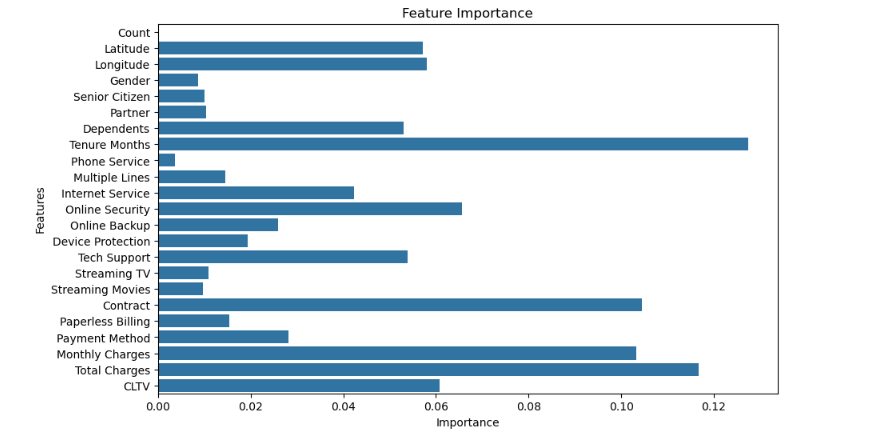 Feature Importance
Count
Latitude
Longitude
Gender
Senior Citizen
Partner
Dependents
Tenure Months
Phone Service
Multiple Lines
Internet Service
Online Security
Online Backup
Device Protection
Tech Support
Streaming TV
Streaming Movies
Contract
Paperless Billing
Payment Method
Monthly Charges
Total Charges
CLTV
Features
0.00 0.02 0.04 0.06 0.08 0.10 0.12
Importance